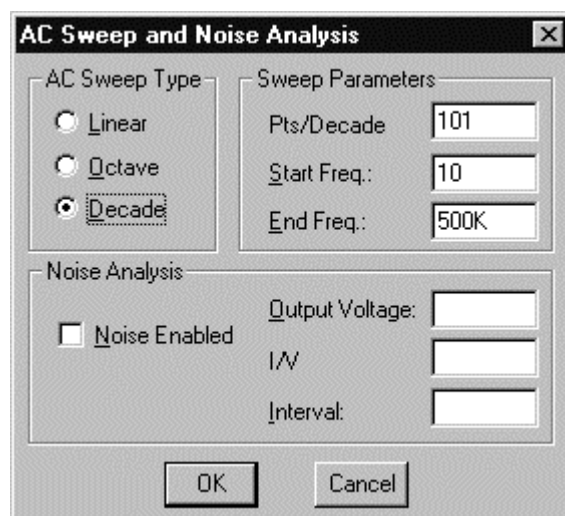 AC Sweep and Noise Analysis
AC Sweep Type
Linear
Octave
Decade
Sweep Parameters
Pts/Decade 101
Start Freq.: 10
End Freq.: 500K
Noise Analysis
Noise Enabled
Output Voltage:
I/V
Interval:
OK Cancel